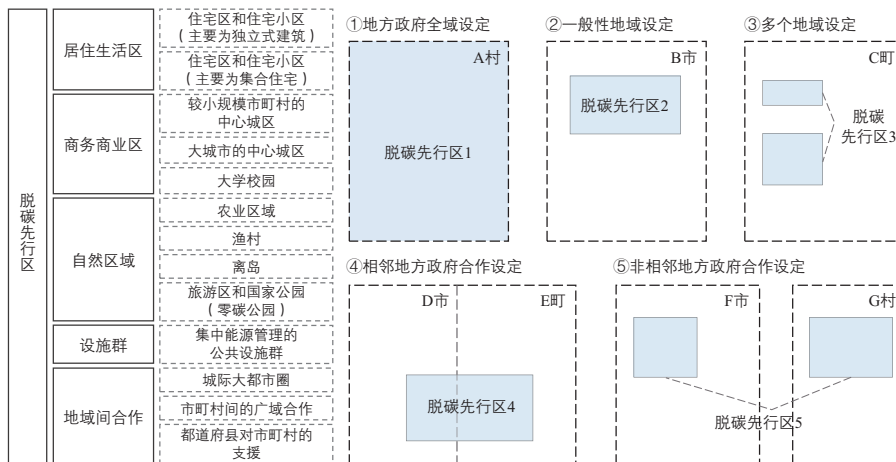 脱碳先行区
居住生活区
住宅区和住宅小区
(主要为独立式建筑)
住宅区和住宅小区
(主要为集合住宅)
商务商业区
较小规模市町村的
中心城区
大城市的中心城区
大学校园
自然区域
农业区域
渔村
离岛
旅游区和国家公园
(零碳公园)
设施群
集中能源管理的
公共设施群
地域间合作
城际大都市圈
市町村间的广域合作
都道府县对市町村的
支援
①地方政府全域设定
A村
脱碳先行区1
②一般性地域设定
B市
脱碳先行区2
③多个地域设定
C町
脱碳
先行区3
④相邻地方政府合作设定
D市
E町
脱碳先行区4
⑤非相邻地方政府合作设定
F市
G村
脱碳先行区5